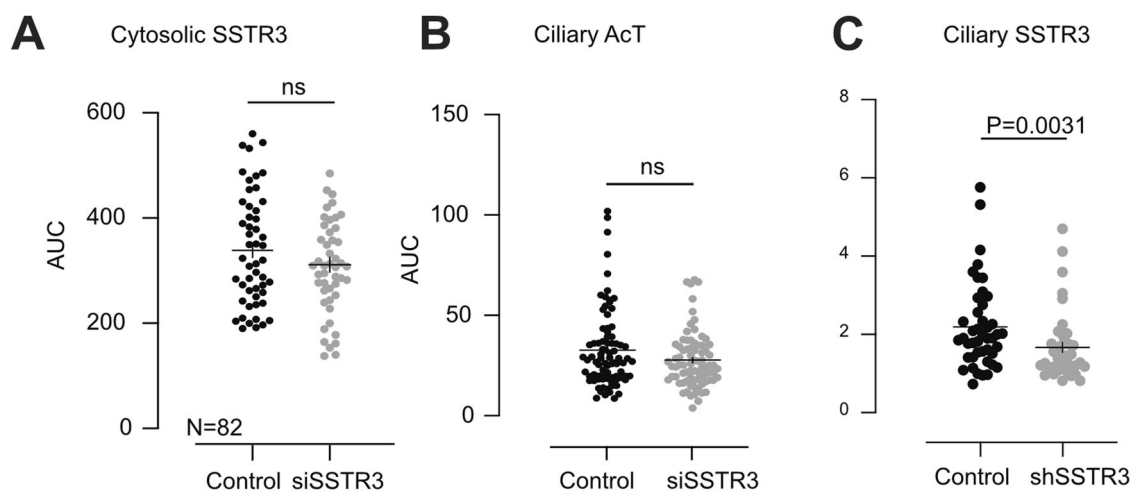 A Cytosolic SSTR3
ns
600
400
200
0
AUC
N=82
Control siSSTR3
B Ciliary AcT
ns
150
100
50
0
AUC
Control siSSTR3
C Ciliary SSTR3
P=0.0031
8
6
4
2
0
AUC
Control shSSTR3